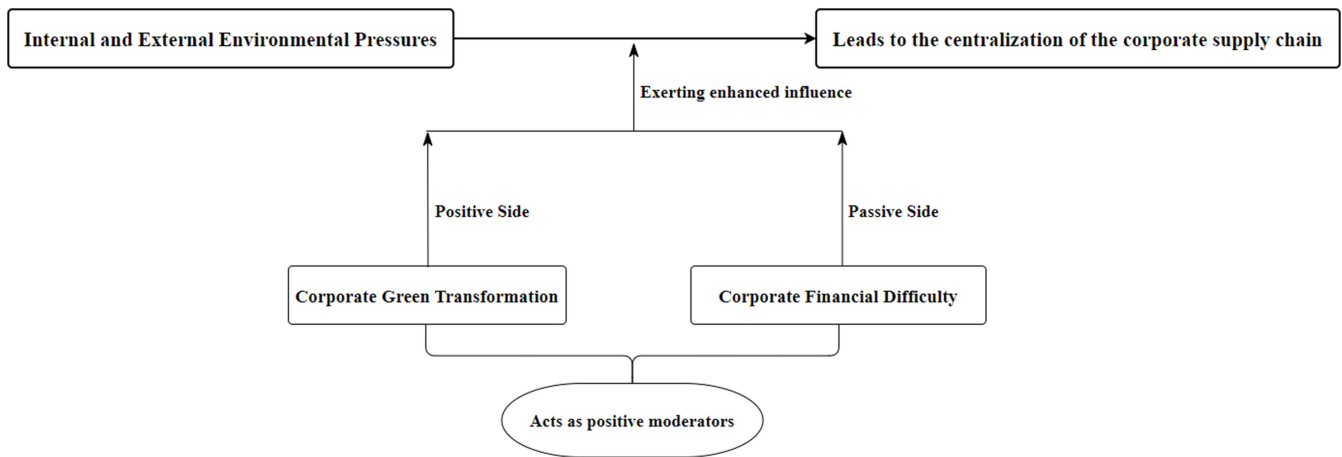 Internal and External Environmental Pressures
Leads to the centralization of the corporate supply chain
Exerting enhanced influence
Positive Side
Passive Side
Corporate Green Transformation
Corporate Financial Difficulty
Acts as positive moderators